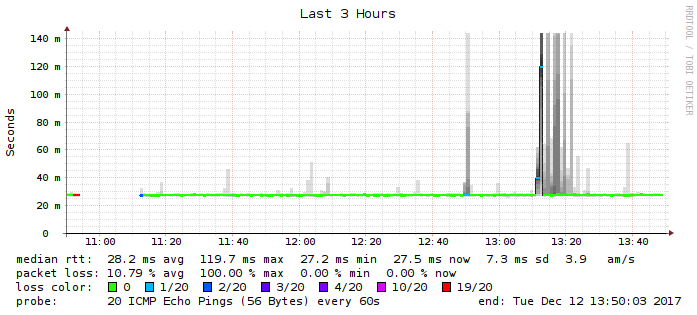 Last 3 Hours
RRDTOOL / TOBI OETIKER
Seconds
140 m
120 m
100 m
80 m
60 m
40 m
20 m
0
11:00 11:20 11:40 12:00 12:20 12:40 13:00 13:20 13:40
median rtt: 28.2 ms avg 119.7 ms max 27.2 ms min 27.5 ms now 7.3 ms sd 3.9 am/s
packet loss: 10.79 % avg 100.00 % max 0.00 % min 0.00 % now
loss color: 0 1/20 2/20 3/20 4/20 10/20 19/20
probe: 20 ICMP Echo Pings (56 Bytes) every 60s end: Tue Dec 12 13:50:03 2017